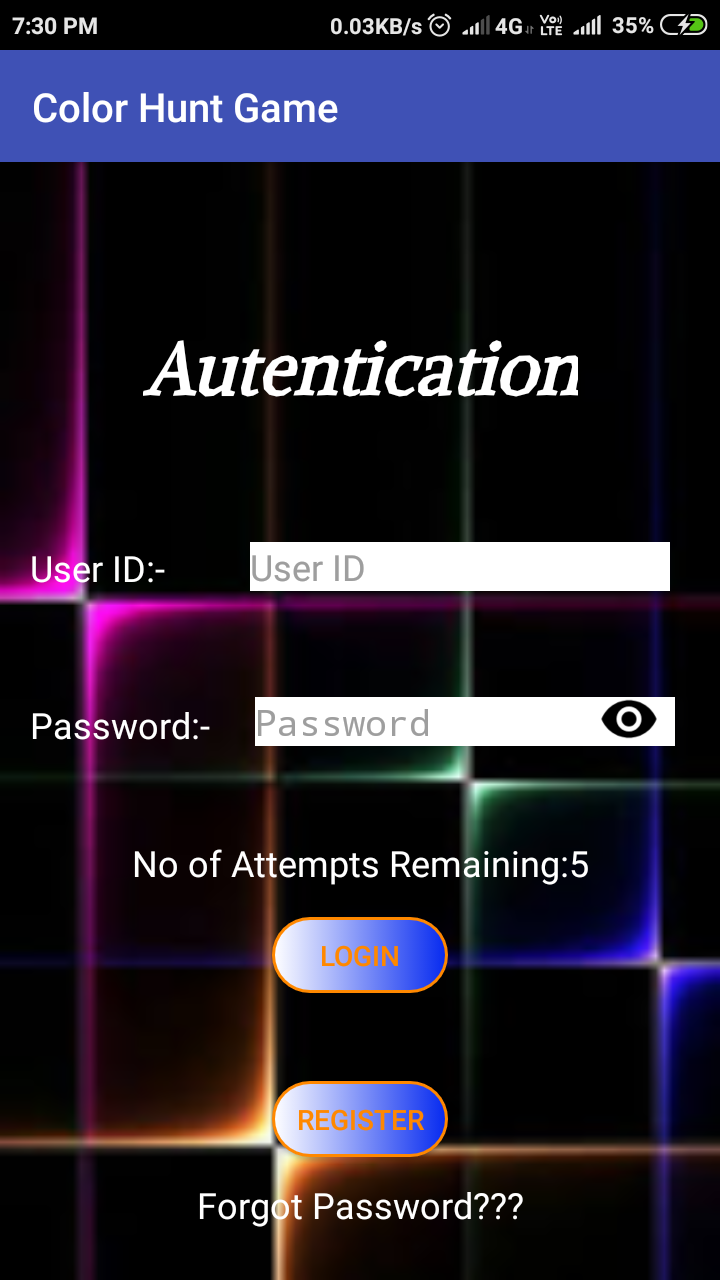 7:30 PM 0.03KB/s 4G Vo) LTE 35%
Color Hunt Game
Autentication
User ID:- User ID
Password:- Password
No of Attempts Remaining:5
LOGIN
REGISTER
Forgot Password???